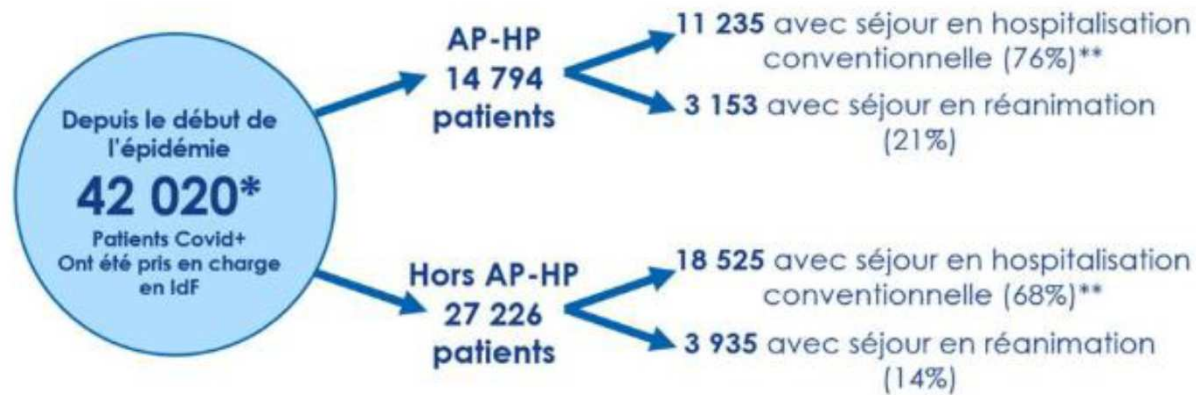 Depuis le début de
l'épidémie
42 020*
Patients Covid+
Ont été pris en charge
en IdF
AP-HP
14 794
patients
11 235 avec séjour en hospitalisation
conventionnelle (76%)**
3 153 avec séjour en réanimation
(21%)
Hors AP-HP
27 226
patients
18 525 avec séjour en hospitalisation
conventionnelle (68%)**
3 935 avec séjour en réanimation
(14%)